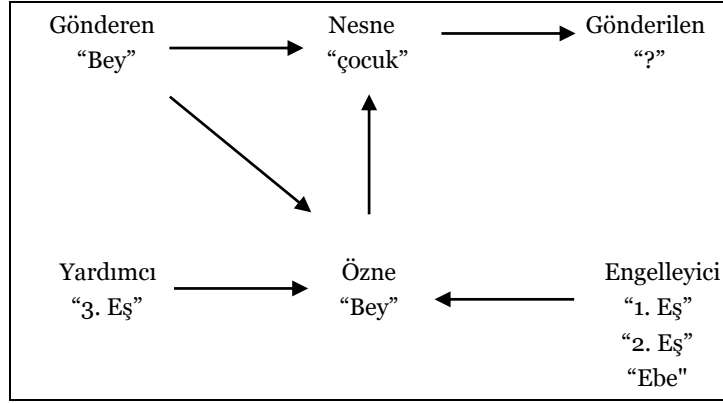 Gönderen Nesne Gönderilen
“Bey” “çocuk” “?”
Yardımcı Özne Engelleyici
“3. Eş” “Bey” “1. Eş”
“2. Eş”
“Ebe"